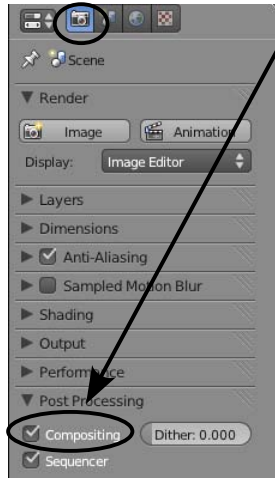 Scene
Render
Image Animation
Display: Image Editor
Layers
Dimensions
Anti-Aliasing
Sampled Motion Blur
Shading
Output
Performance
Post Processing
Compositing Dither: 0.000
Sequencer